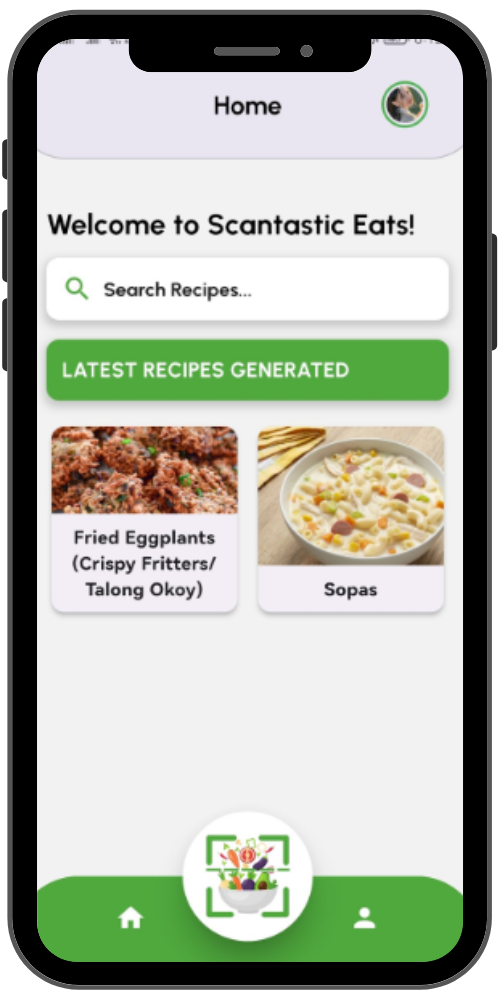 Home
Welcome to Scantastic Eats!
Search Recipes...
LATEST RECIPES GENERATED
Fried Eggplants
(Crispy Fritters/
Talong Okoy)
Sopas